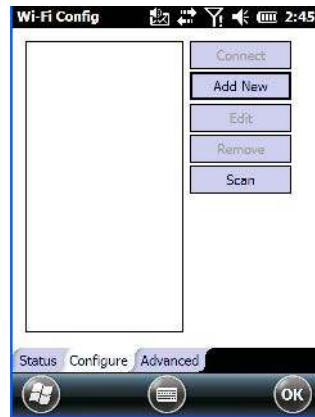 Wi-Fi Config 2:45
Connect
Add New
Edit
Remove
Scan
Status Configure Advanced
OK